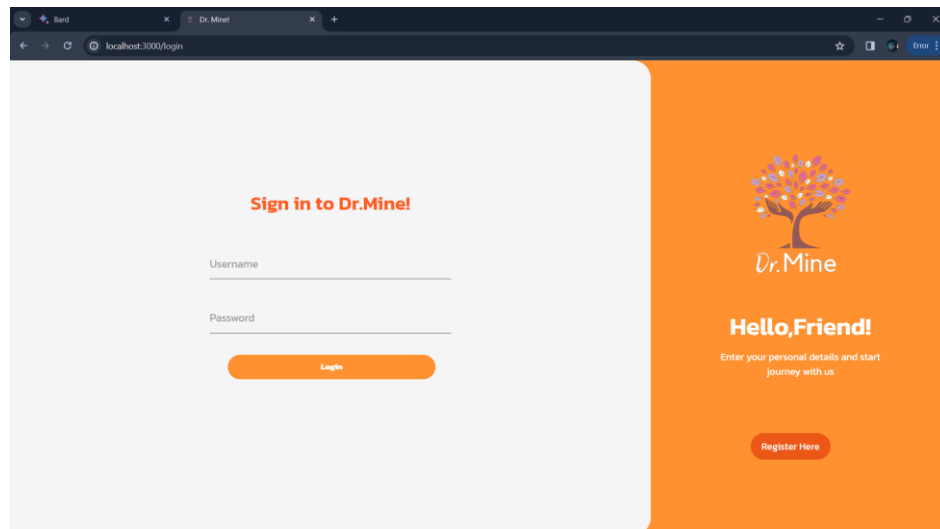 Bard
Dr. Mine!
localhost:3000/login
Error
Sign in to Dr.Mine!
Username
Password
Login
Dr.Mine
Hello,Friend!
Enter your personal details and start
journey with us
Register Here